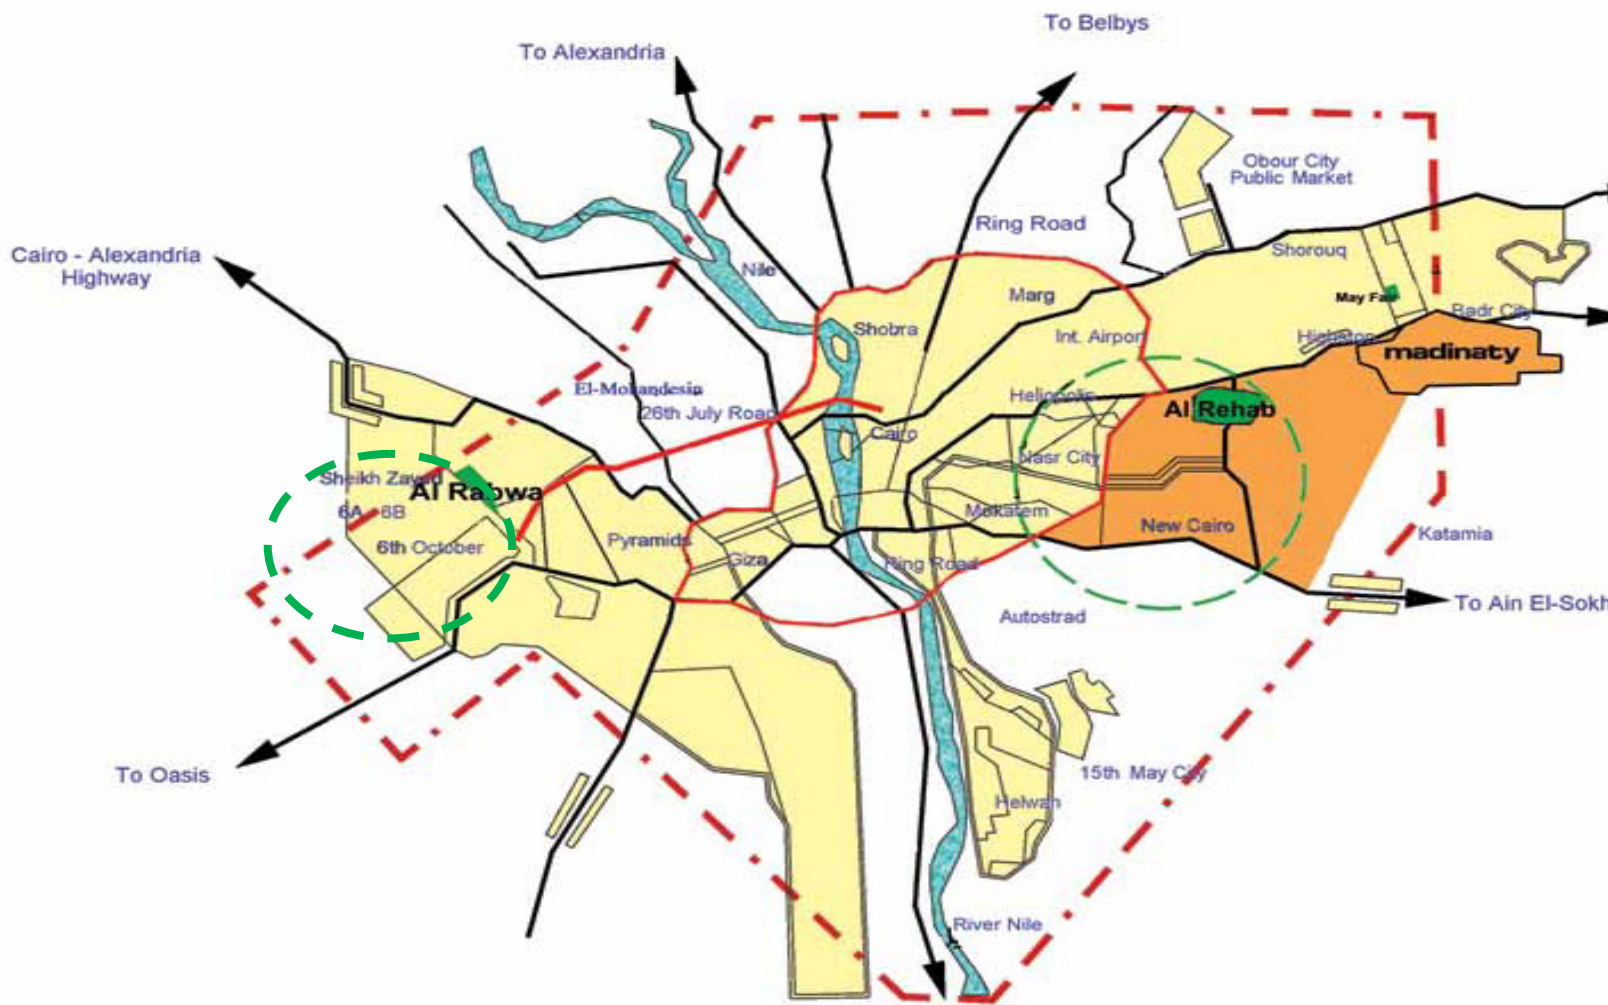 To Belbys
To Alexandria
Obour City
Public Market
Ring Road
Cairo - Alexandria
Highway
Shorouq
Nile
Marg
May Fair
Badr City
Shobra
Int. Airport
madinaty
El-Mohandesin
26th July Road
Heliopolis
Al Rehab
Cairo
Nasr City
Sheikh Zayed
Al Rabwa
6A
6B
Mokatem
New Cairo
6th October
Pyramids
Katamia
Giza
Ring Road
To Ain El-Sokh
Autostrad
To Oasis
15th May City
Helwan
River Nile